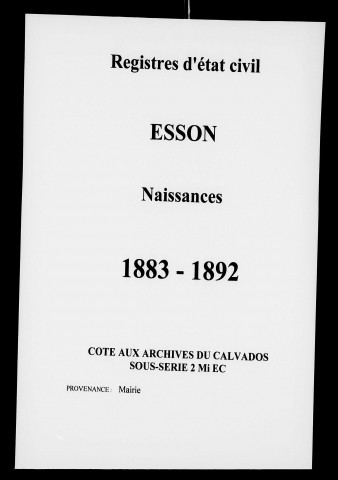 Registres d'état civil
ESSON
Naissances
1883 - 1892
COTE AUX ARCHIVES DU CALVADOS
SOUS-SERIE 2 Mi EC
PROVENANCE : Mairie